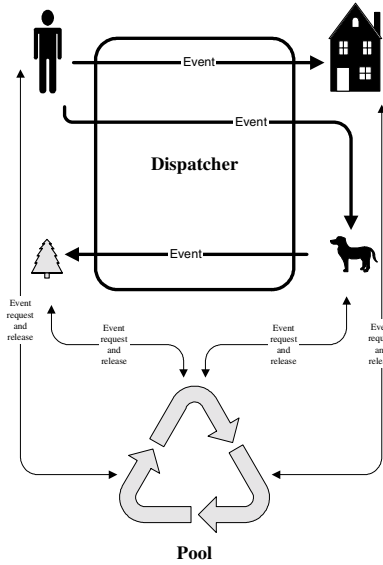 Event
Event
Dispatcher
Event
Event
request
and
release
Event
request
and
release
Event
request
and
release
Pool